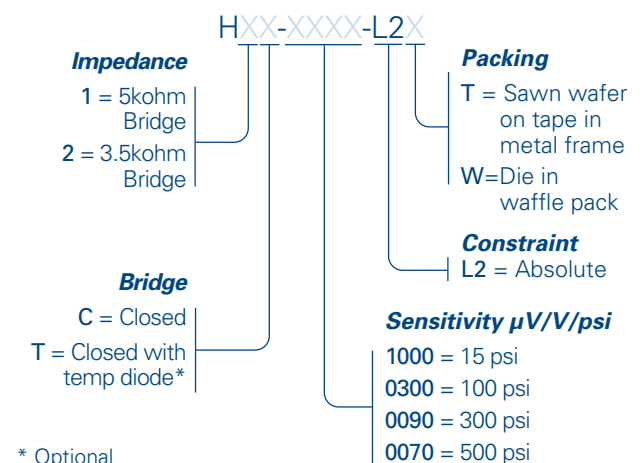 HXX-XXXX-L2X
Impedance
1 = 5kohm
Bridge
2 = 3.5kohm
Bridge
Bridge
C = Closed
T = Closed with
temp diode*
* Optional
Packing
T = Sawn wafer
on tape in
metal frame
W=Die in
waffle pack
Constraint
L2 = Absolute
Sensitivity µV/V/psi
1000 = 15 psi
0300 = 100 psi
0090 = 300 psi
0070 = 500 psi